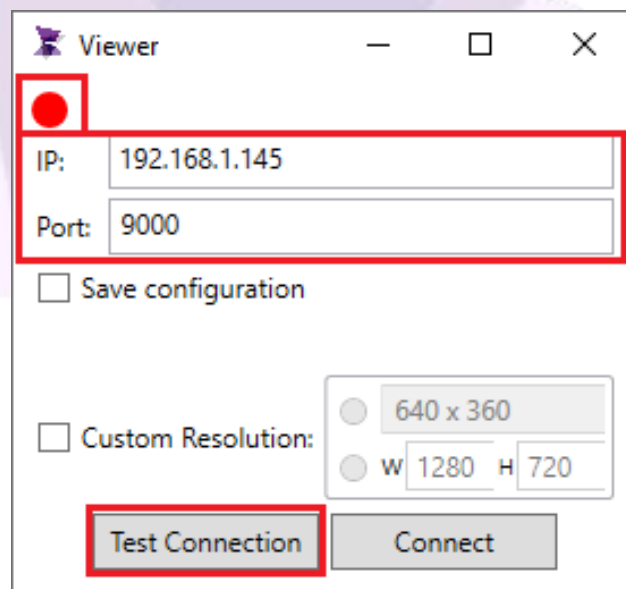 Viewer
IP: 192.168.1.145
Port: 9000
Save configuration
640 x 360
Custom Resolution:
W 1280 H 720
Test Connection Connect